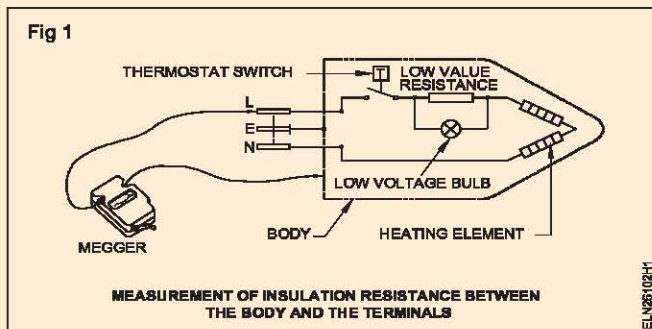 Fig 1
THERMOSTAT SWITCH
T
LOW VALUE
RESISTANCE
L
E
N
LOW VOLTAGE BULB
MEGGER
BODY
HEATING ELEMENT
MEASUREMENT OF INSULATION RESISTANCE BETWEEN
THE BODY AND THE TERMINALS
ELN26102H1